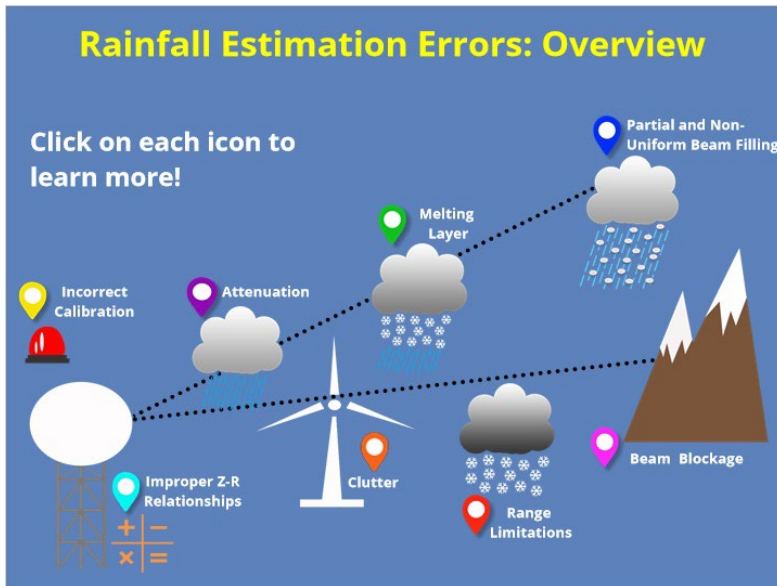 Rainfall Estimation Errors: Overview
Click on each icon to
learn more!
Partial and Non-
Uniform Beam Filling
Melting
Layer
Incorrect
Calibration
Attenuation
Improper Z-R
Relationships
+ −
× =
Clutter
Range
Limitations
Beam Blockage